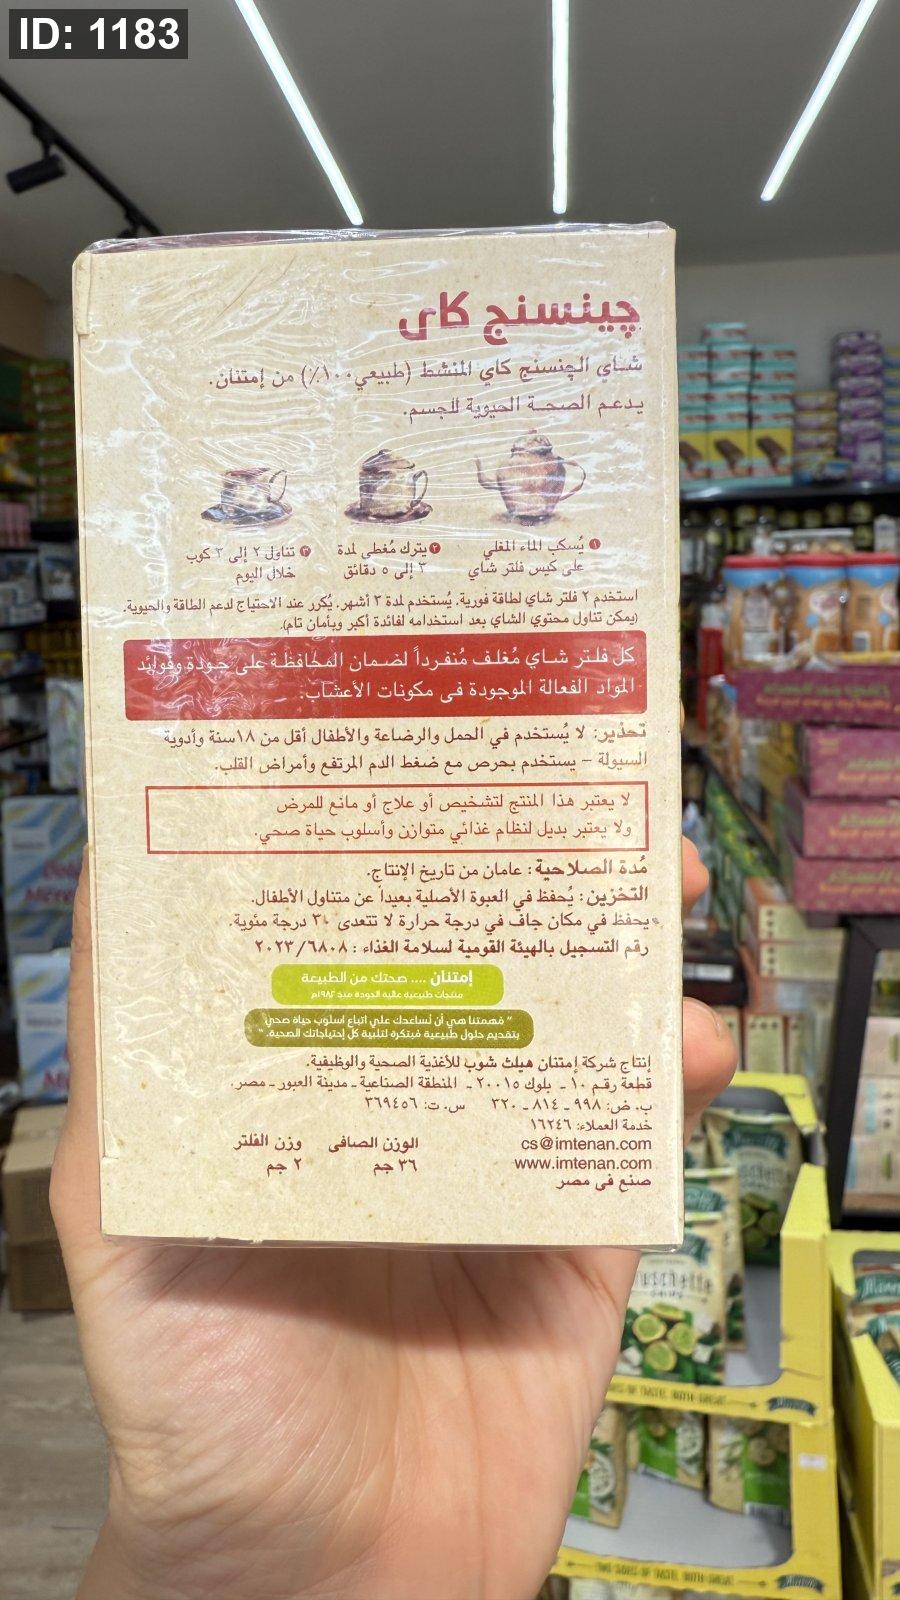 ID: 1183
چينسنج كاى
شاي الچنسنج كاي المنشط (طبيعي ١٠٠٪) من إمتنان.
يدعم الصحة الحيوية للجسم.
١ يُسكب الماء المغلي
على كيس فلتر شاي
٢ يترك مُغطى لمدة
٣ إلى ٥ دقائق
٣ تناول ٢ إلى ٣ كوب
خلال اليوم
استخدم ٢ فلتر شاي لطاقة فورية. يُستخدم لمدة ٣ أشهر. يُكرر عند الاحتياج لدعم الطاقة والحيوية.
(يمكن تناول محتوي الشاي بعد استخدامه لفائدة أكبر وبأمان تام).
كل فلتر شاي مُغلف مُنفرداً لضمان المحافظة على جودة وفوائد
المواد الفعالة الموجودة فى مكونات الأعشاب.
تحذير: لا يُستخدم في الحمل والرضاعة والأطفال أقل من ١٨سنة وأدوية
السيولة – يستخدم بحرص مع ضغط الدم المرتفع وأمراض القلب.
لا يعتبر هذا المنتج لتشخيص أو علاج أو مانع للمرض
ولا يعتبر بديل لنظام غذائي متوازن وأسلوب حياة صحي.
مُدة الصلاحية: عامان من تاريخ الإنتاج.
التخزين: يُحفظ في العبوة الأصلية بعيداً عن متناول الأطفال.
يحفظ في مكان جاف في درجة حرارة لا تتعدى ٣٠ درجة مئوية.
رقم التسجيل بالهيئة القومية لسلامة الغذاء: ٢٠٢٣/٦٨٠٨
إمتنان .... صحتك من الطبيعة
منتجات طبيعية عالية الجودة منذ ١٩٨٢م
" مُهمتنا هي أن نُساعدك علي اتباع اسلوب حياة صحي
بتقديم حلول طبيعية مُبتكرة لتلبية كل إحتياجاتك الصحية. "
إنتاج شركة إمتنان هيلث شوب للأغذية الصحية والوظيفية.
قطعة رقم ١٠ ـ بلوك ٢٠٠١٥ ـ المنطقة الصناعية ـ مدينة العبور ـ مصر.
ب. ض: ٩٩٨ ـ ٨١٤ ـ ٣٢٠ س. ت: ٣٦٩٤٥٦
خدمة العملاء: ١٦٢٤٦
cs@imtenan.com
www.imtenan.com
صنع فى مصر
الوزن الصافى
٣٦ جم
وزن الفلتر
٢ جم